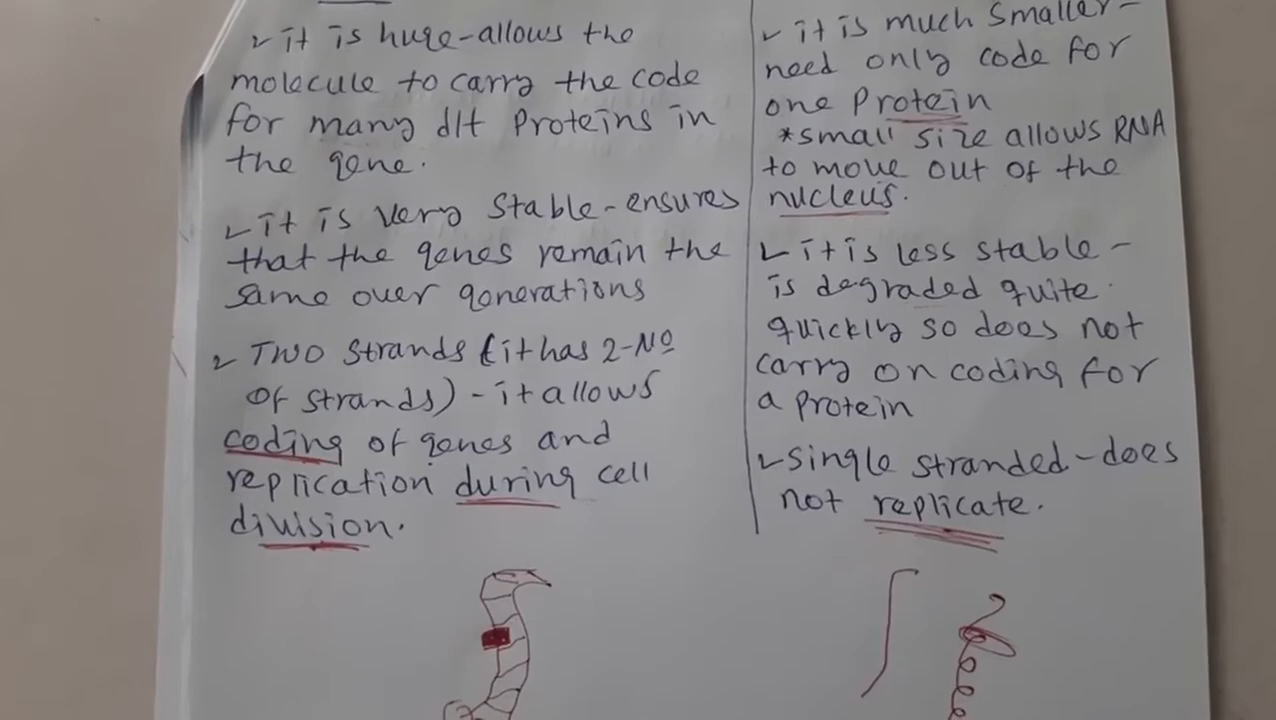 ✓ it is huge-allows the
molecule to carry the code
for many d/t Proteins in
the gene.
✓ it is very stable-ensures
that the genes remain the
same over generations
✓ Two strands (it has 2-No
of strands) - it allows
coding of genes and
replication during cell
division.
✓ it is much smaller-
need only code for
one Protein
*small size allows RNA
to move out of the
nucleus.
✓ it is less stable-
is degraded quite
quickly so does not
carry on coding for
a Protein
✓ single stranded-does
not replicate.